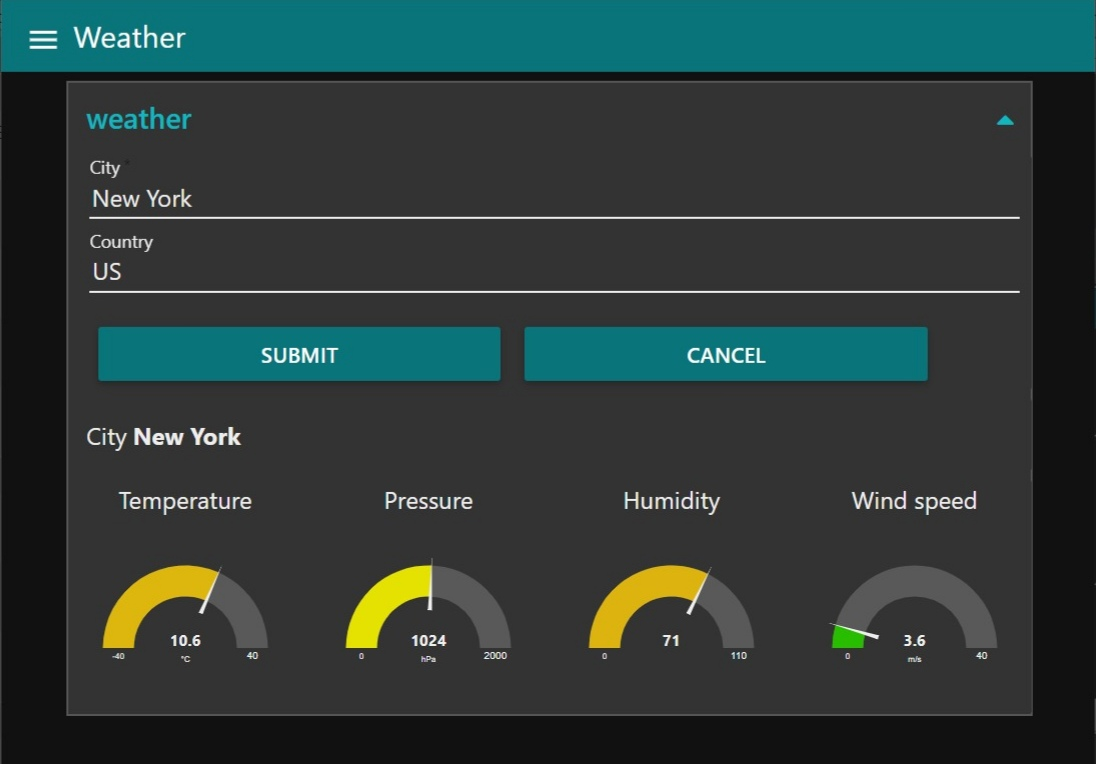 Weather
weather
City *
New York
Country
US
SUBMIT CANCEL
City New York
Temperature Pressure Humidity Wind speed
10.6 1024 71 3.6
-40 °C 40 0 hPa 2000 0 110 0 m/s 40